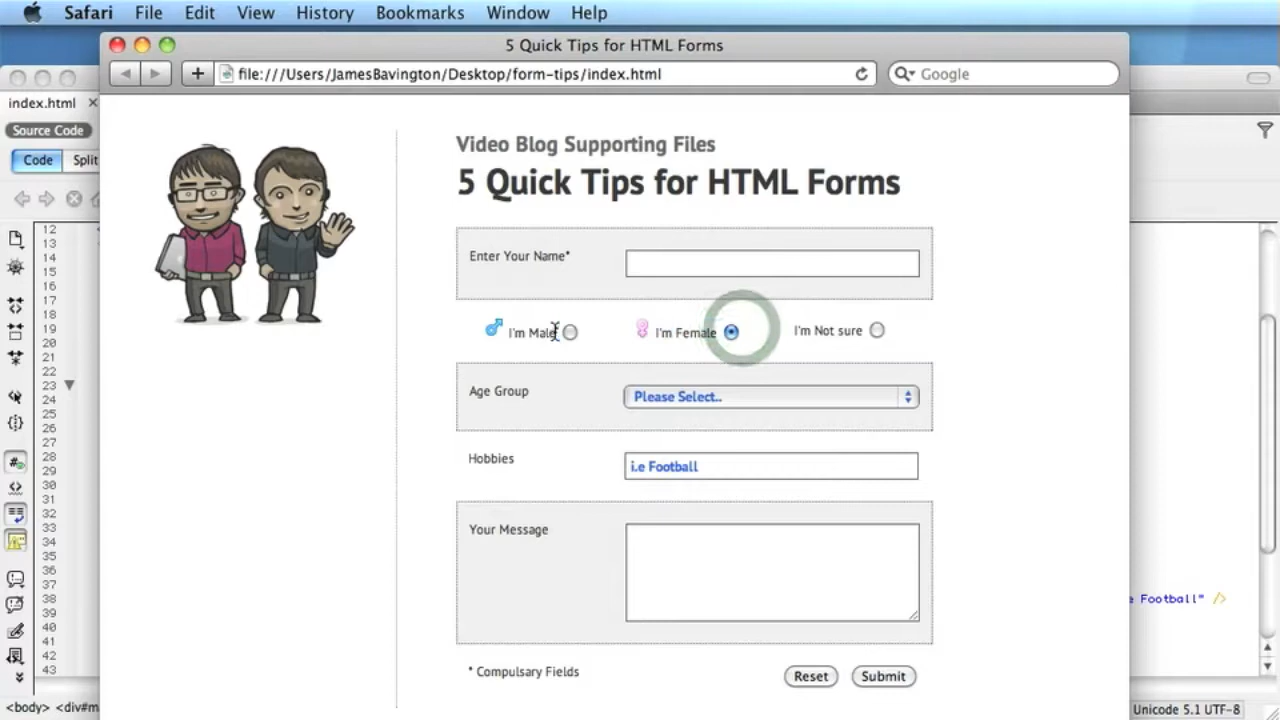 Safari File Edit View History Bookmarks Window Help
5 Quick Tips for HTML Forms
file:///Users/JamesBavington/Desktop/form-tips/index.html
Google
index.html
Source Code
Code Split
Video Blog Supporting Files
5 Quick Tips for HTML Forms
Enter Your Name*
I'm Male
I'm Female
I'm Not sure
Age Group
Please Select..
Hobbies
i.e Football
Your Message
* Compulsary Fields
Reset
Submit
12
13
14
15
16
17
18
19
20
21
22
23
24
25
26
27
28
29
30
31
32
33
34
35
36
37
38
39
40
41
42
43
e Football" />
<body> <div#m
Unicode 5.1 UTF-8